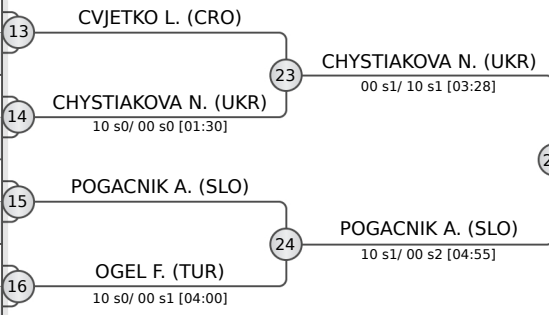 CVJETKO L. (CRO)
13
CHYSTIAKOVA N. (UKR)
23
00 s1/ 10 s1 [03:28]
CHYSTIAKOVA N. (UKR)
14
10 s0/ 00 s0 [01:30]
POGACNIK A. (SLO)
15
POGACNIK A. (SLO)
24
10 s1/ 00 s2 [04:55]
OGEL F. (TUR)
16
10 s0/ 00 s1 [04:00]